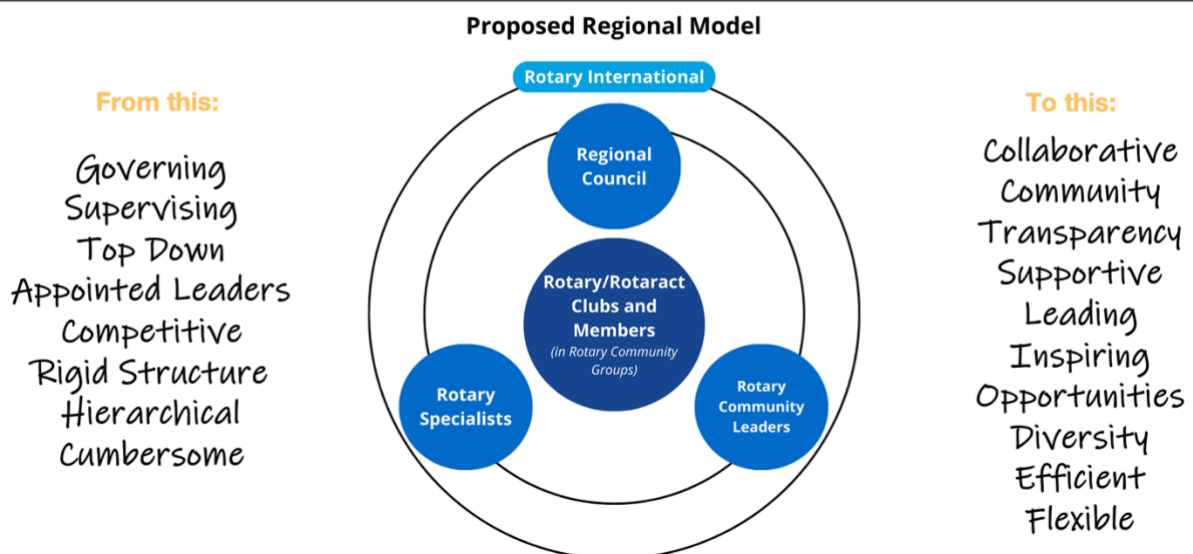 Proposed Regional Model
From this:
Governing
Supervising
Top Down
Appointed Leaders
Competitive
Rigid Structure
Hierarchical
Cumbersome
Rotary International
Regional
Council
Rotary/Rotaract
Clubs and
Members
(in Rotary Community
Groups)
Rotary
Specialists
Rotary
Community
Leaders
To this:
Collaborative
Community
Transparency
Supportive
Leading
Inspiring
Opportunities
Diversity
Efficient
Flexible